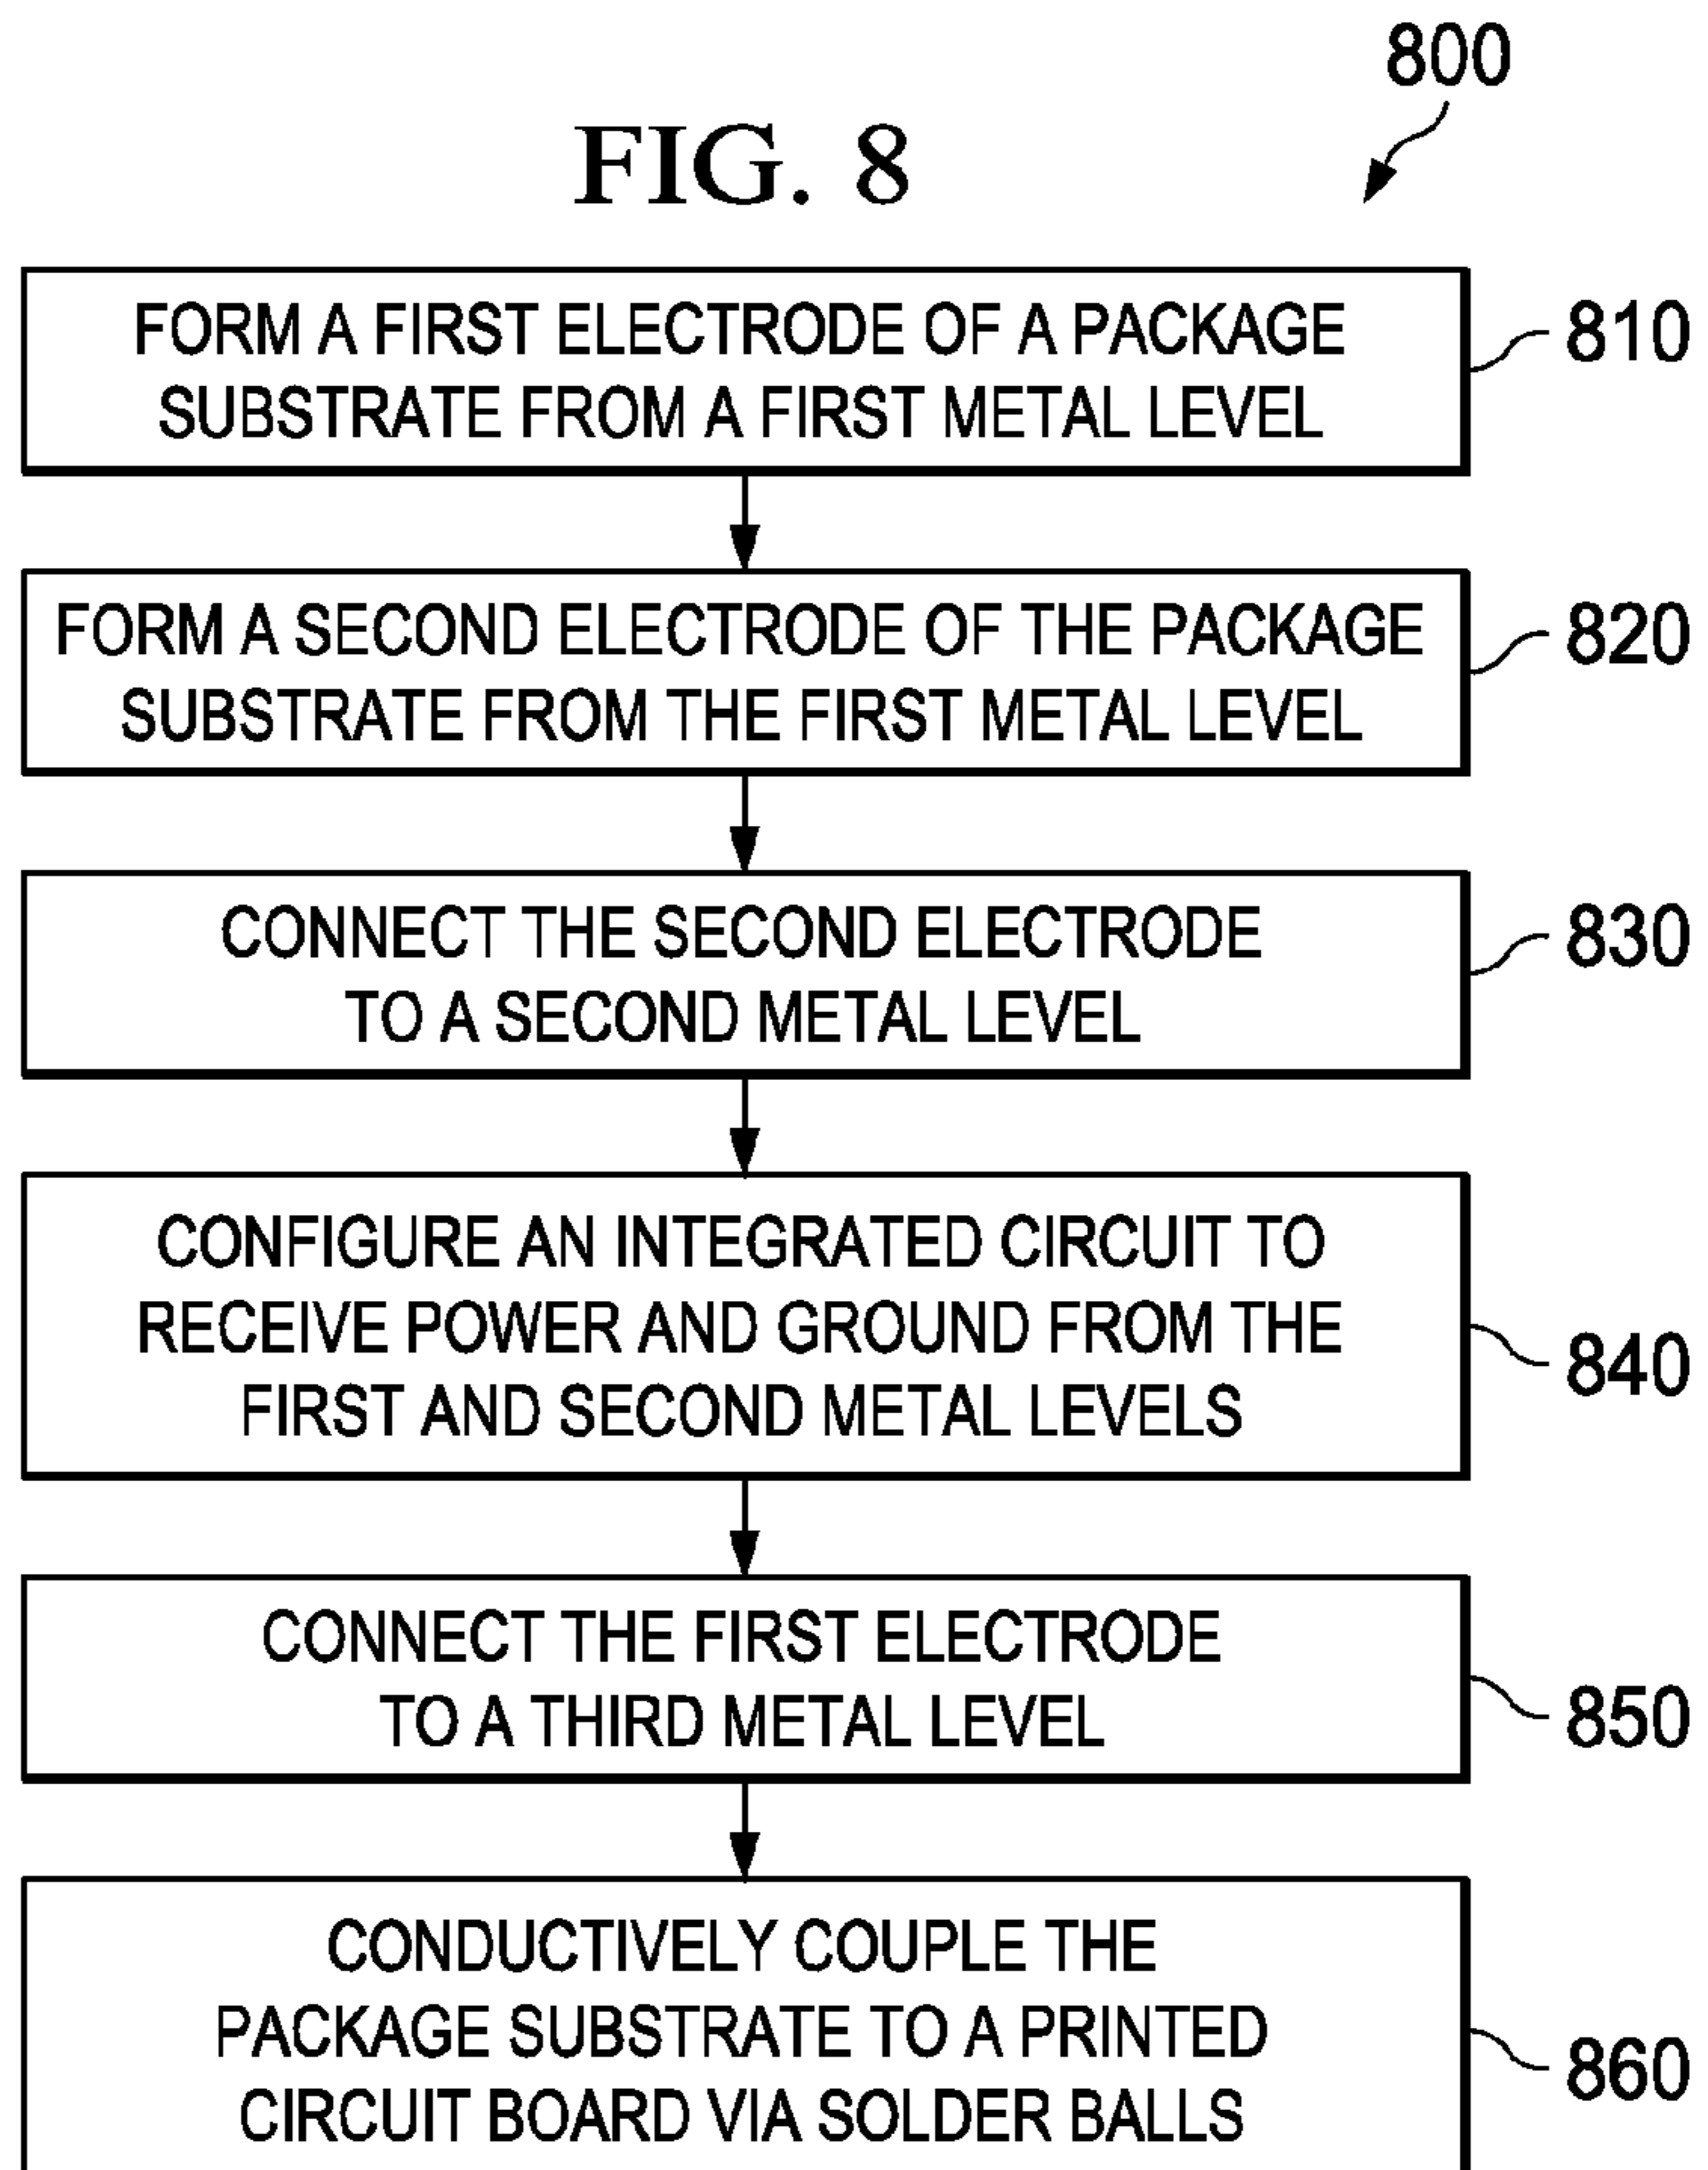 800
FIG. 8
FORM A FIRST ELECTRODE OF A PACKAGE
SUBSTRATE FROM A FIRST METAL LEVEL
810
FORM A SECOND ELECTRODE OF THE PACKAGE
SUBSTRATE FROM THE FIRST METAL LEVEL
820
CONNECT THE SECOND ELECTRODE
TO A SECOND METAL LEVEL
830
CONFIGURE AN INTEGRATED CIRCUIT TO
RECEIVE POWER AND GROUND FROM THE
FIRST AND SECOND METAL LEVELS
840
CONNECT THE FIRST ELECTRODE
TO A THIRD METAL LEVEL
850
CONDUCTIVELY COUPLE THE
PACKAGE SUBSTRATE TO A PRINTED
CIRCUIT BOARD VIA SOLDER BALLS
860